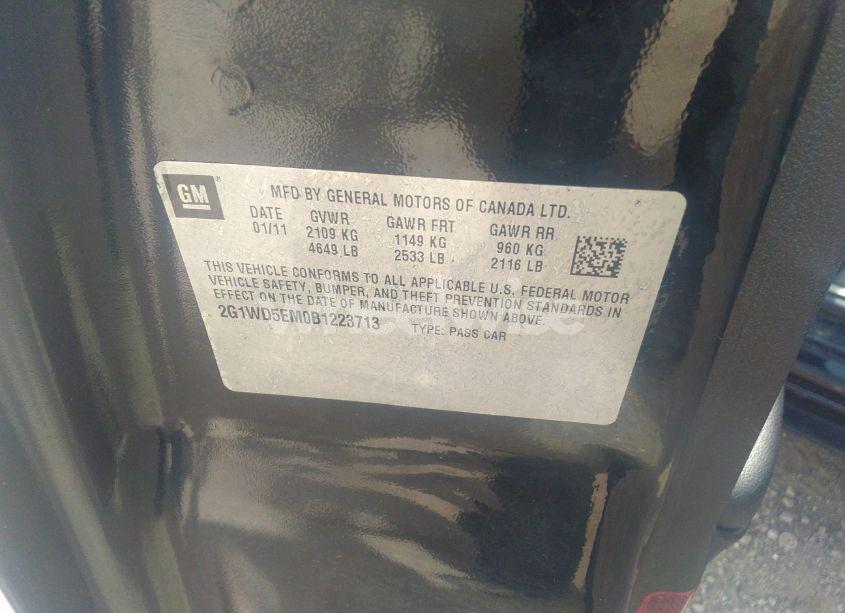 GM
MFD BY GENERAL MOTORS OF CANADA LTD.
DATE GVWR GAWR FRT GAWR RR
01/11 2109 KG 1149 KG 960 KG
4649 LB 2533 LB 2116 LB
THIS VEHICLE CONFORMS TO ALL APPLICABLE U.S. FEDERAL MOTOR
VEHICLE SAFETY, BUMPER, AND THEFT PREVENTION STANDARDS IN
EFFECT ON THE DATE OF MANUFACTURE SHOWN ABOVE.
2G1WD5EM0B1223713 TYPE: PASS CAR